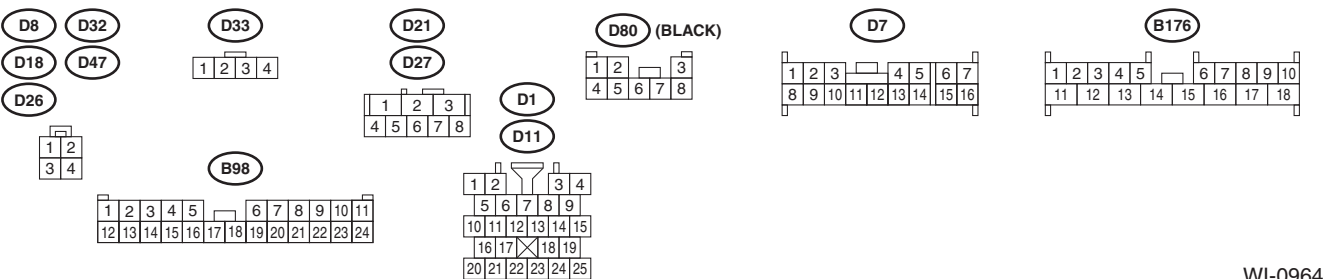 D8 D32
D18 D47
D26
1 2
3 4
D33
1 2 3 4
B98
1 2 3 4 5 6 7 8 9 10 11
12 13 14 15 16 17 18 19 20 21 22 23 24
D21
D27
1 2 3
4 5 6 7 8
D1
D11
1 2 3 4
5 6 7 8 9
10 11 12 13 14 15
16 17 18 19
20 21 22 23 24 25
D80 (BLACK)
1 2 3
4 5 6 7 8
D7
1 2 3 4 5 6 7
8 9 10 11 12 13 14 15 16
B176
1 2 3 4 5 6 7 8 9 10
11 12 13 14 15 16 17 18
WI-0964